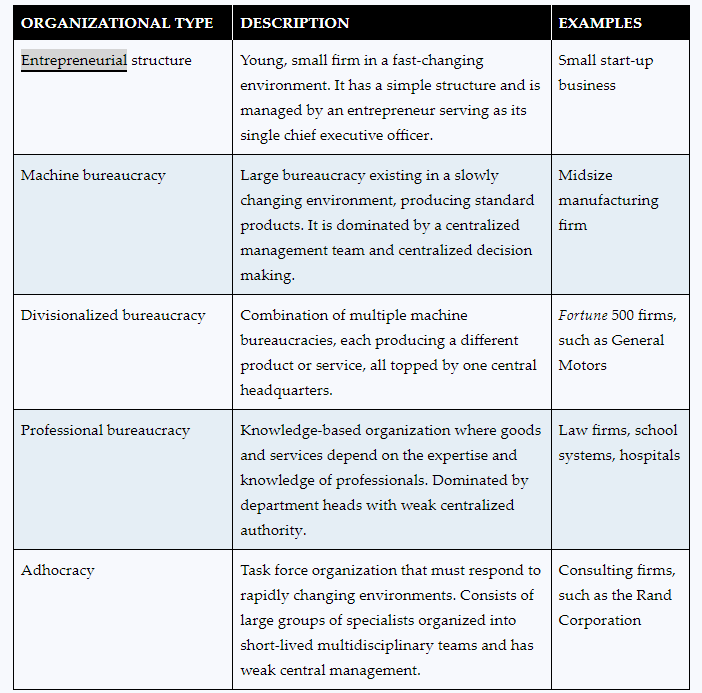 ORGANIZATIONAL TYPE DESCRIPTION EXAMPLES
Entrepreneurial structure
Young, small firm in a fast-changing
environment. It has a simple structure and is
managed by an entrepreneur serving as its
single chief executive officer.
Small start-up
business
Machine bureaucracy
Large bureaucracy existing in a slowly
changing environment, producing standard
products. It is dominated by a centralized
management team and centralized decision
making.
Midsize
manufacturing
firm
Divisionalized bureaucracy
Combination of multiple machine
bureaucracies, each producing a different
product or service, all topped by one central
headquarters.
Fortune 500 firms,
such as General
Motors
Professional bureaucracy
Knowledge-based organization where goods
and services depend on the expertise and
knowledge of professionals. Dominated by
department heads with weak centralized
authority.
Law firms, school
systems, hospitals
Adhocracy
Task force organization that must respond to
rapidly changing environments. Consists of
large groups of specialists organized into
short-lived multidisciplinary teams and has
weak central management.
Consulting firms,
such as the Rand
Corporation